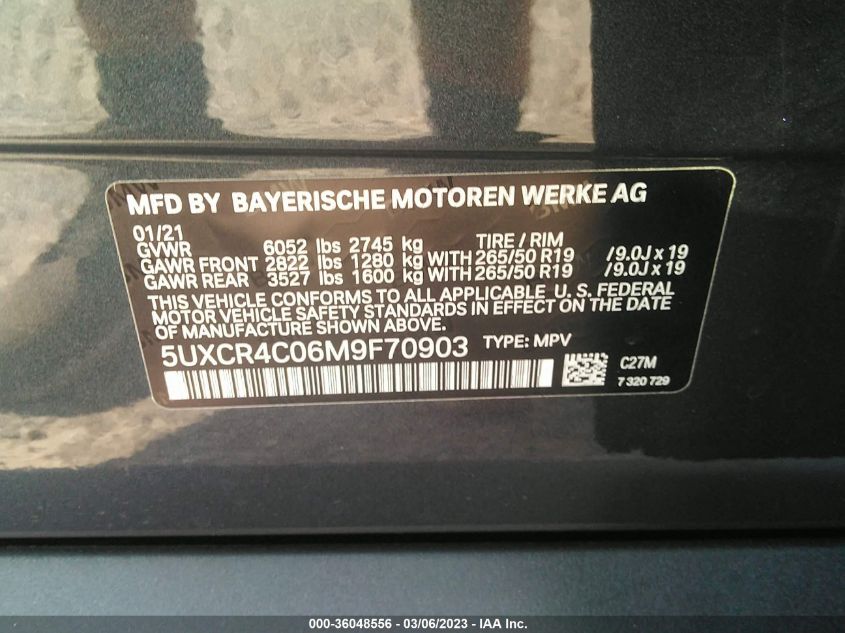 MFD BY BAYERISCHE MOTOREN WERKE AG
01/21
GVWR 6052 lbs 2745 kg TIRE / RIM
GAWR FRONT 2822 lbs 1280 kg WITH 265/50 R19 /9.0J x 19
GAWR REAR 3527 lbs 1600 kg WITH 265/50 R19 /9.0J x 19
THIS VEHICLE CONFORMS TO ALL APPLICABLE U. S. FEDERAL
MOTOR VEHICLE SAFETY STANDARDS IN EFFECT ON THE DATE
OF MANUFACTURE SHOWN ABOVE.
5UXCR4C06M9F70903 TYPE: MPV
C27M
7 320 729
000-36048556 — 03/06/2023 — IAA Inc.